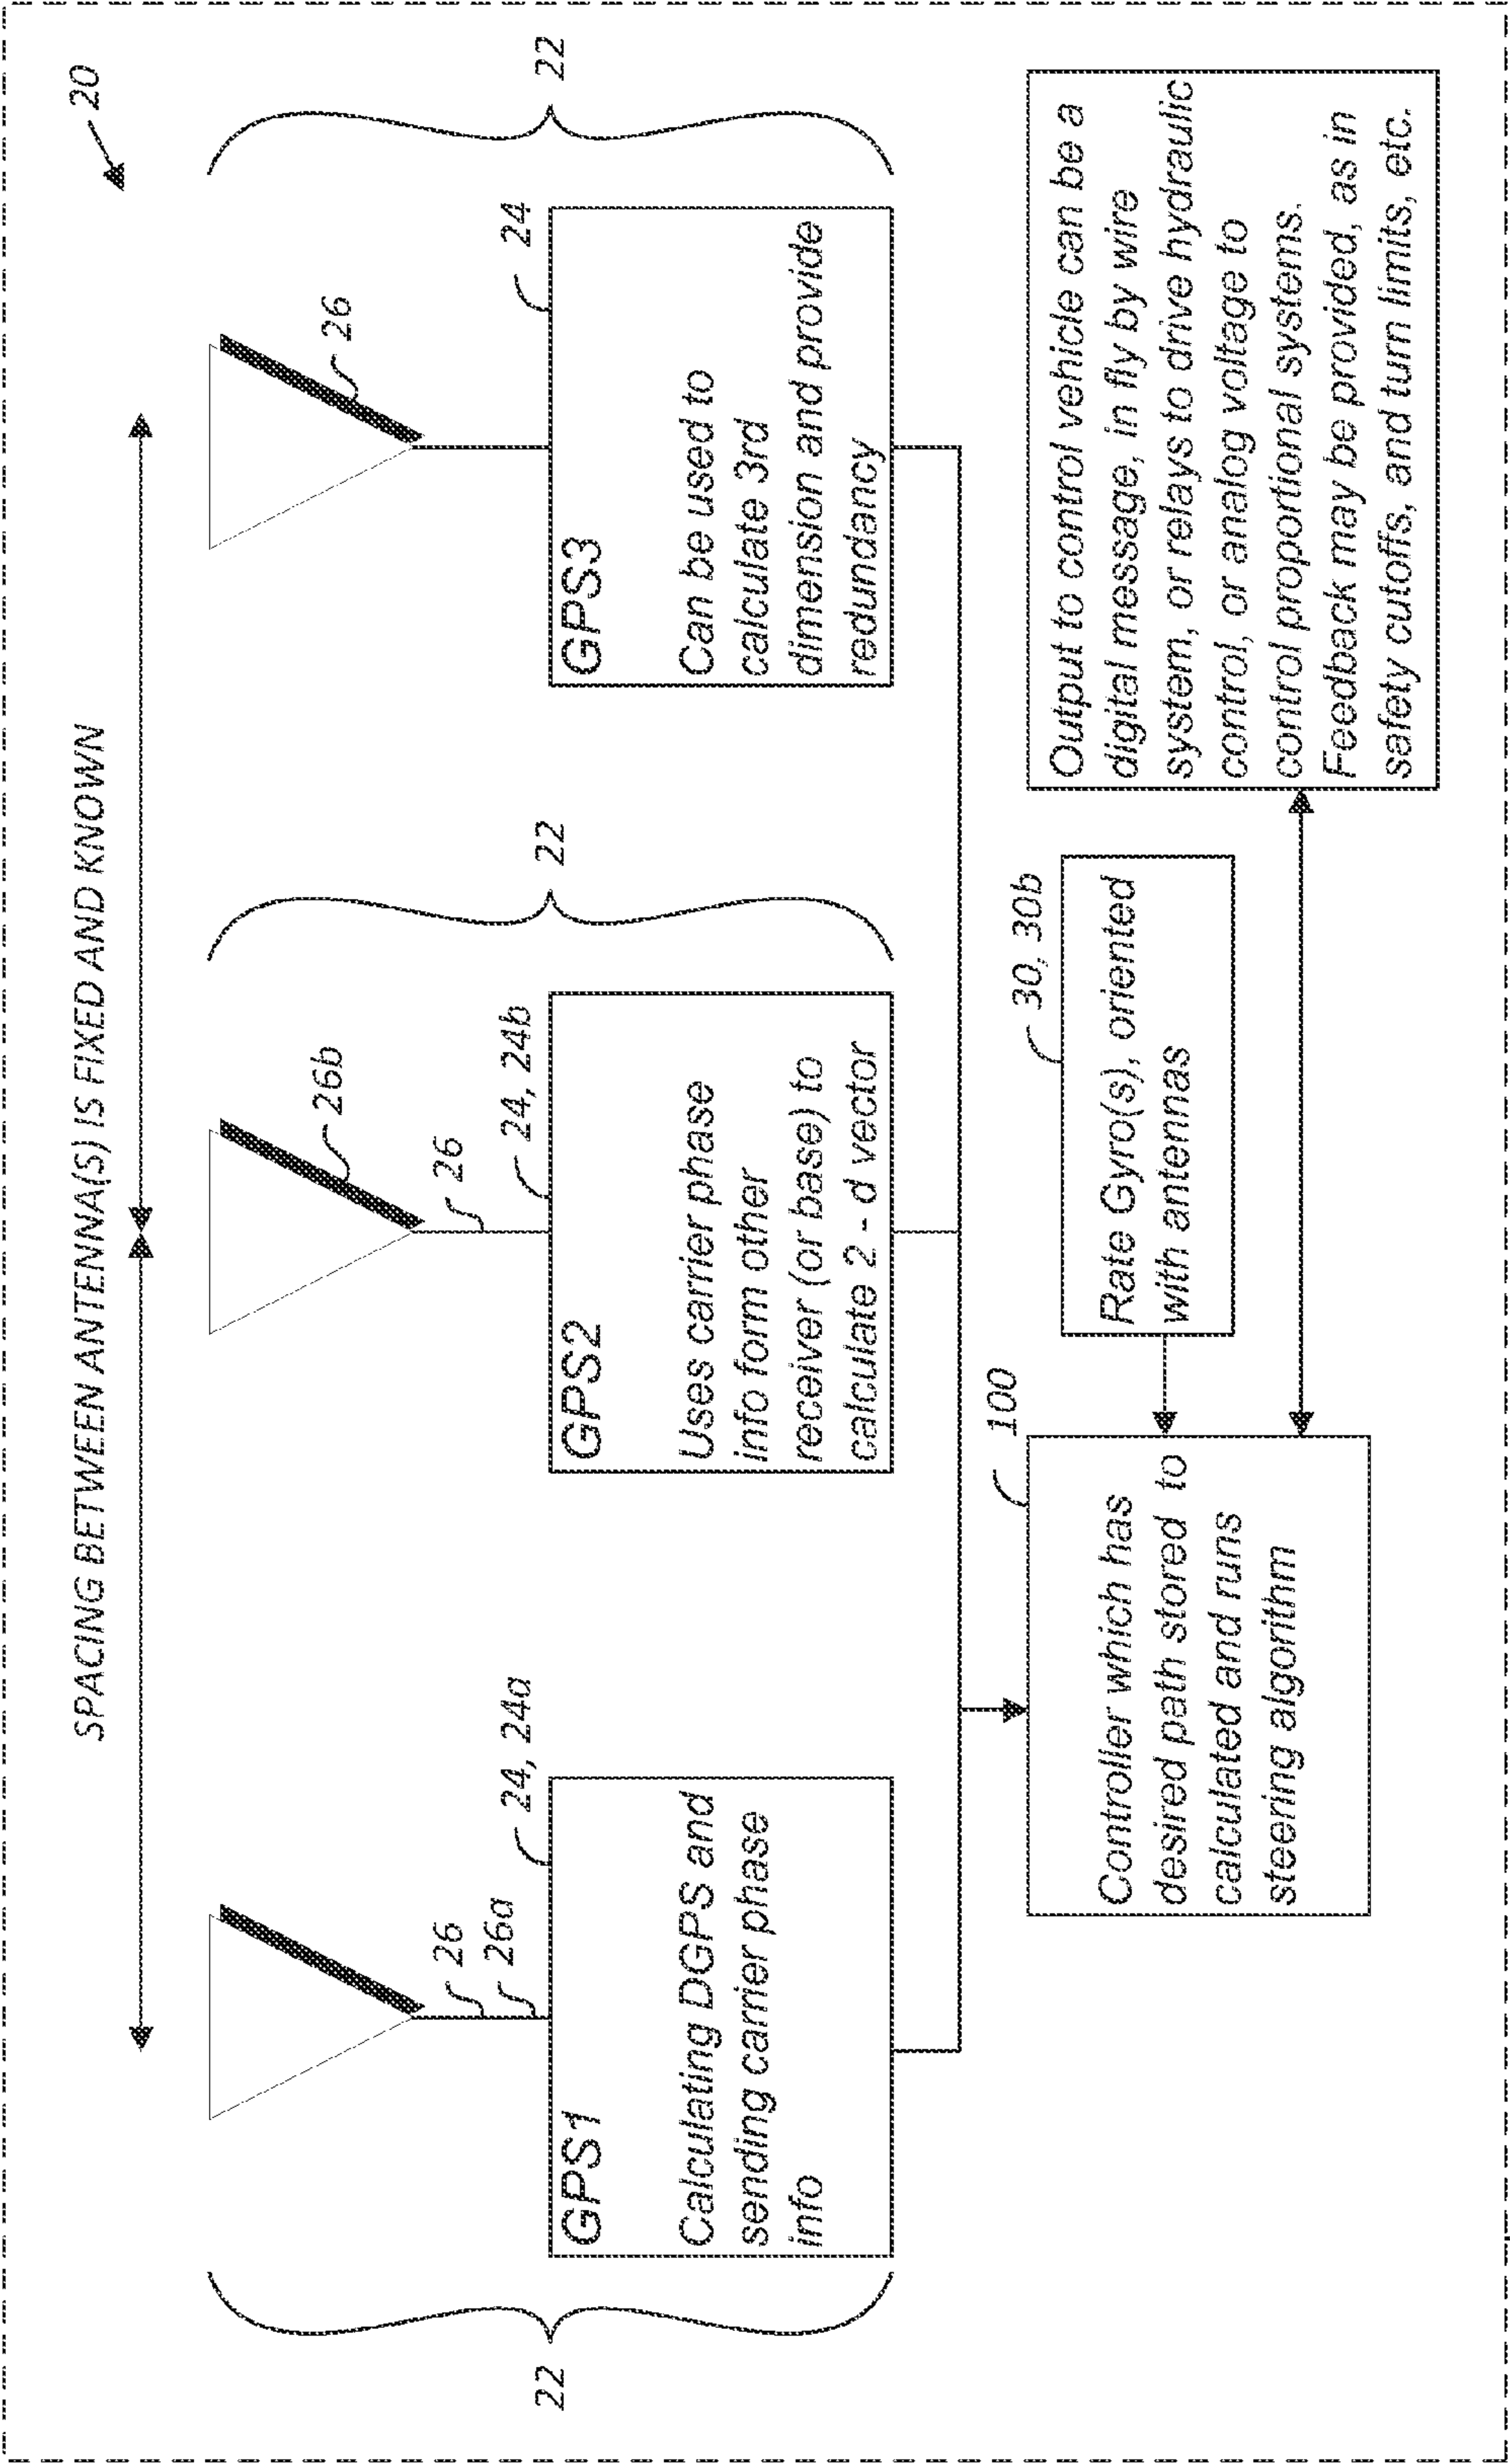 20
SPACING BETWEEN ANTENNA(S) IS FIXED AND KNOWN
26
26a
24, 24a
22
GPS1
Calculating DGPS and
sending carrier phase
info
26b
26
24, 24b
22
GPS2
Uses carrier phase
info form other
receiver (or base) to
calculate 2 - d vector
26
24
22
GPS3
Can be used to
calculate 3rd
dimension and provide
redundancy
100
Controller which has
desired path stored to
calculated and runs
steering algorithm
30, 30b
Rate Gyro(s), oriented
with antennas
Output to control vehicle can be a
digital message, in fly by wire
system, or relays to drive hydraulic
control, or analog voltage to
control proportional systems.
Feedback may be provided, as in
safety cutoffs, and turn limits, etc.